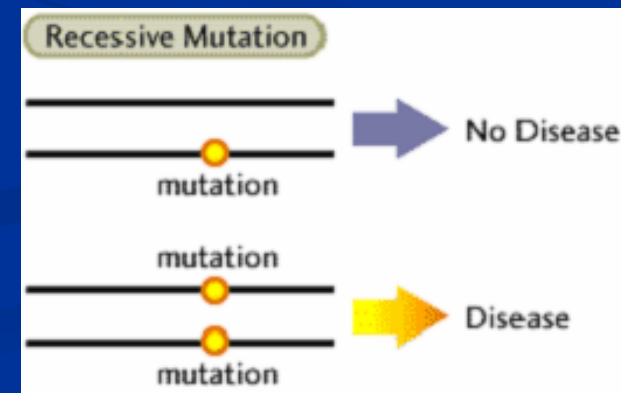 Recessive Mutation
No Disease
mutation
mutation
Disease
mutation